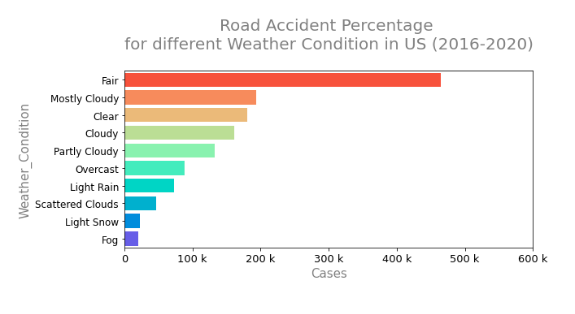 Road Accident Percentage
for different Weather Condition in US (2016-2020)
Weather_Condition
Fair
Mostly Cloudy
Clear
Cloudy
Partly Cloudy
Overcast
Light Rain
Scattered Clouds
Light Snow
Fog
0 100 k 200 k 300 k 400 k 500 k 600 k
Cases